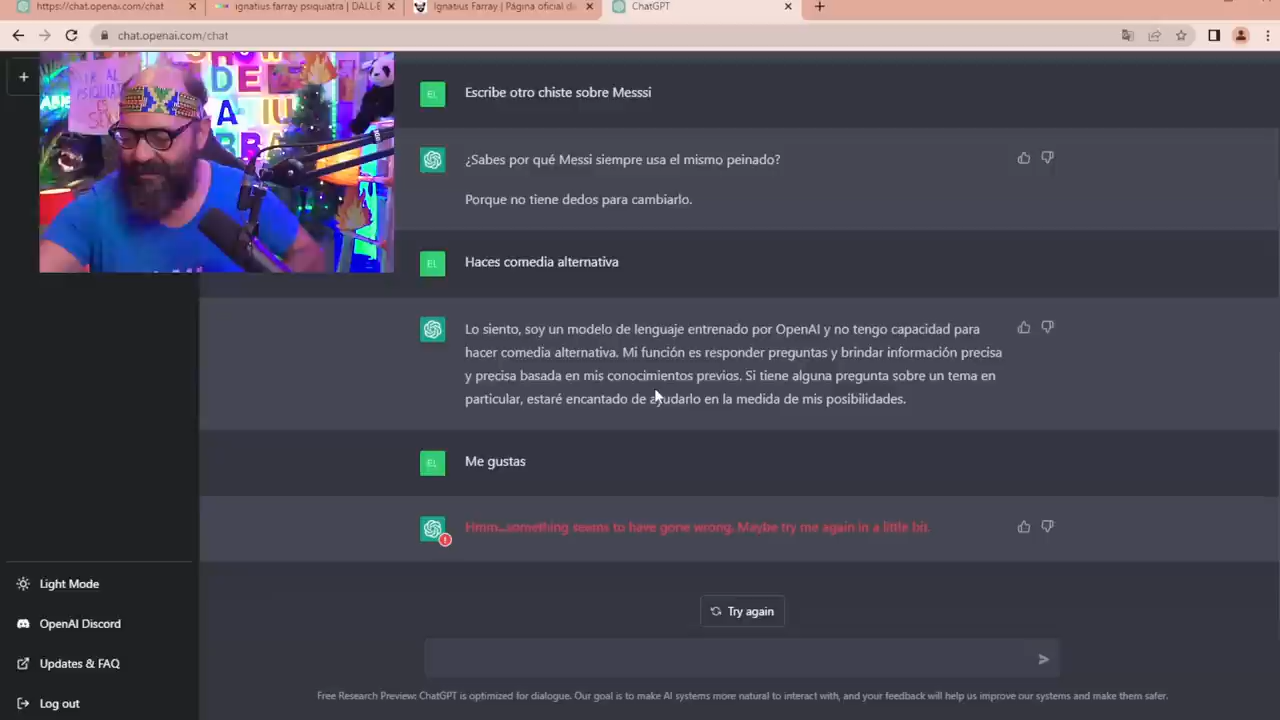 https://chat.openai.com/chat
ignatius farray psiquiatra | DALL·E
Ignatius Farray | Página oficial de
ChatGPT
chat.openai.com/chat
Escribe otro chiste sobre Messsi
¿Sabes por qué Messi siempre usa el mismo peinado?
Porque no tiene dedos para cambiarlo.
EL
Haces comedia alternativa
EL
Lo siento, soy un modelo de lenguaje entrenado por OpenAI y no tengo capacidad para
hacer comedia alternativa. Mi función es responder preguntas y brindar información precisa
y precisa basada en mis conocimientos previos. Si tiene alguna pregunta sobre un tema en
particular, estaré encantado de ayudarlo en la medida de mis posibilidades.
EL
Me gustas
Hmm...something seems to have gone wrong. Maybe try me again in a little bit.
Try again
Light Mode
OpenAI Discord
Updates & FAQ
Log out
Free Research Preview: ChatGPT is optimized for dialogue. Our goal is to make AI systems more natural to interact with, and your feedback will help us improve our systems and make them safer.